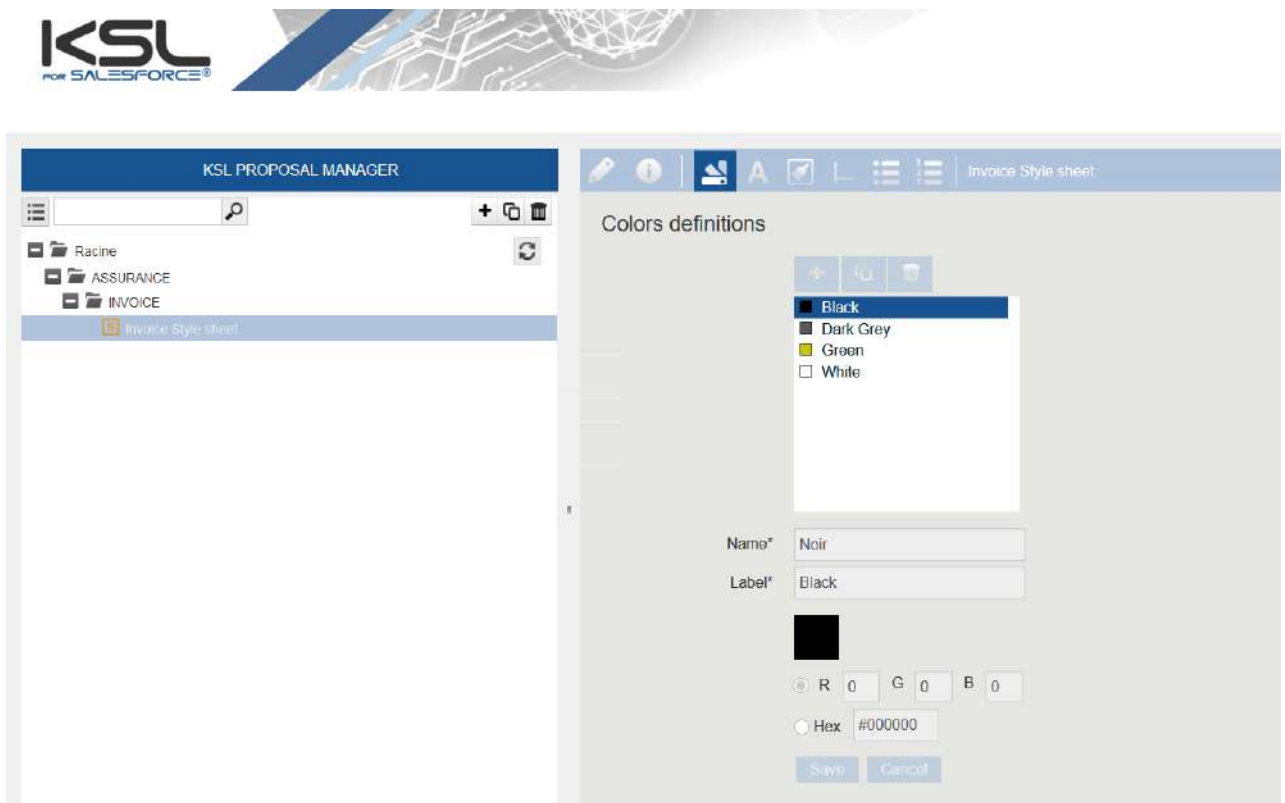 KSL
FOR SALESFORCE®
KSL PROPOSAL MANAGER
Racine
ASSURANCE
INVOICE
Invoice Style sheet
A
Invoice Style sheet
Colors definitions
Black
Dark Grey
Green
White
Name* Noir
Label* Black
R 0 G 0 B 0
Hex #000000
Save Cancel